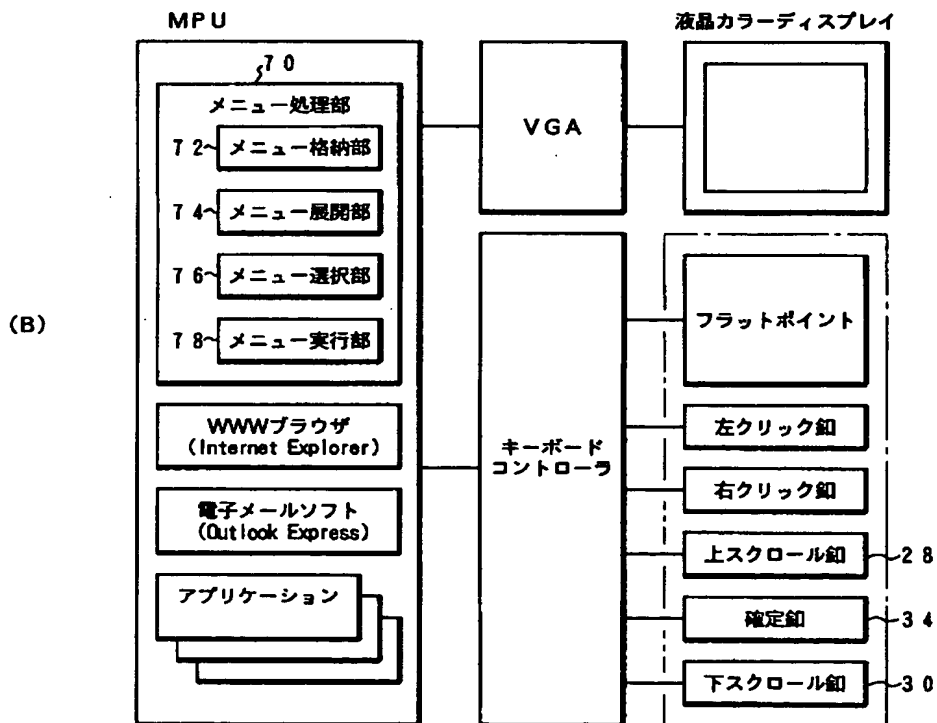 MPU
液晶カラーディスプレイ
70
メニュー処理部
72
メニュー格納部
74
メニュー展開部
76
メニュー選択部
78
メニュー実行部
VGA
(B)
フラットポイント
WWWブラウザ
(Internet Explorer)
電子メールソフト
(Outlook Express)
アプリケーション
キーボード
コントローラ
左クリック釦
右クリック釦
上スクロール釦
28
確定釦
34
下スクロール釦
30